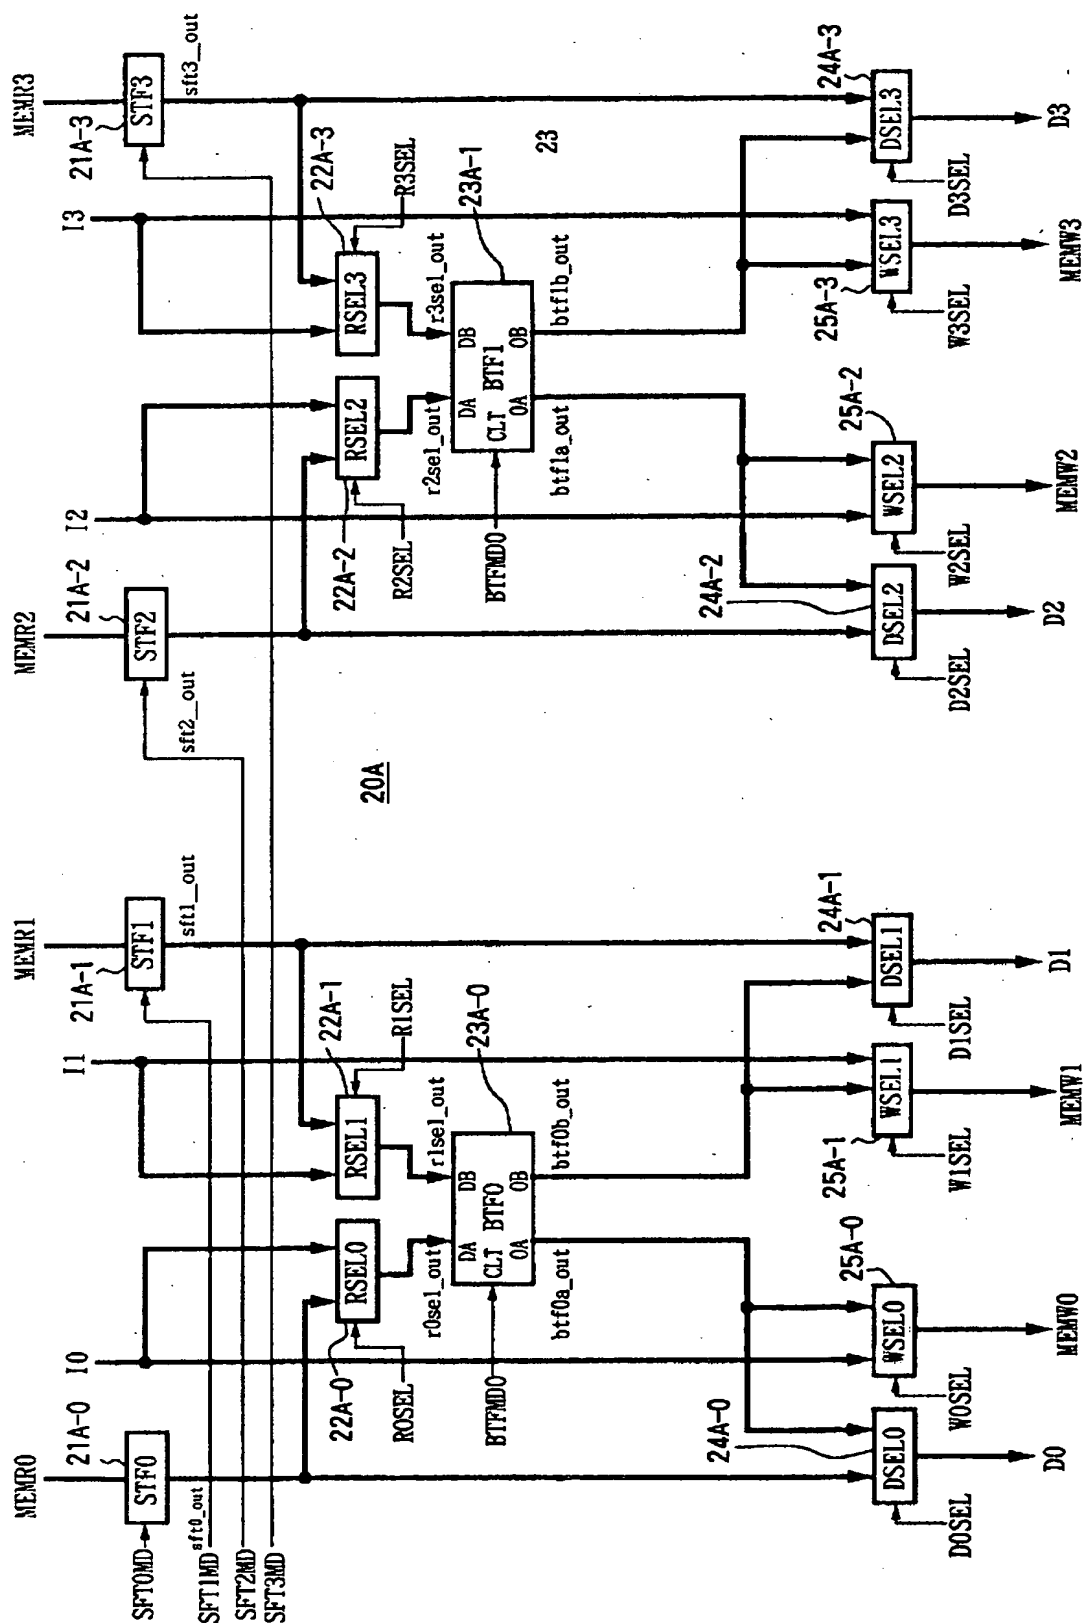 MEMR0
I0
I1
MEMR1
MEMR2
I2
I3
MEMR3
21A-0
21A-1
21A-2
21A-3
STF0
STF1
STF2
STF3
SFT0MD
SFT1MD
SFT2MD
SFT3MD
sft0_out
sft1__out
sft2__out
sft3__out
RSEL0
RSEL1
RSEL2
RSEL3
22A-0
22A-1
22A-2
22A-3
R0SEL
R1SEL
R2SEL
R3SEL
20A
r0sel_out
r1sel_out
r2sel_out
r3sel_out
23A-0
23A-1
23
DA
DB
CLT
BTF0
OA
OB
DA
DB
CLT
BTF1
OA
OB
BTFMD0
BTFMD0
btf0a_out
btf0b_out
btf1a_out
btf1b_out
24A-0
25A-0
25A-1
24A-1
24A-2
25A-2
25A-3
24A-3
DSEL0
WSEL0
WSEL1
DSEL1
DSEL2
WSEL2
WSEL3
DSEL3
D0SEL
W0SEL
W1SEL
D1SEL
D2SEL
W2SEL
W3SEL
D3SEL
D0
MEMW0
MEMW1
D1
D2
MEMW2
MEMW3
D3